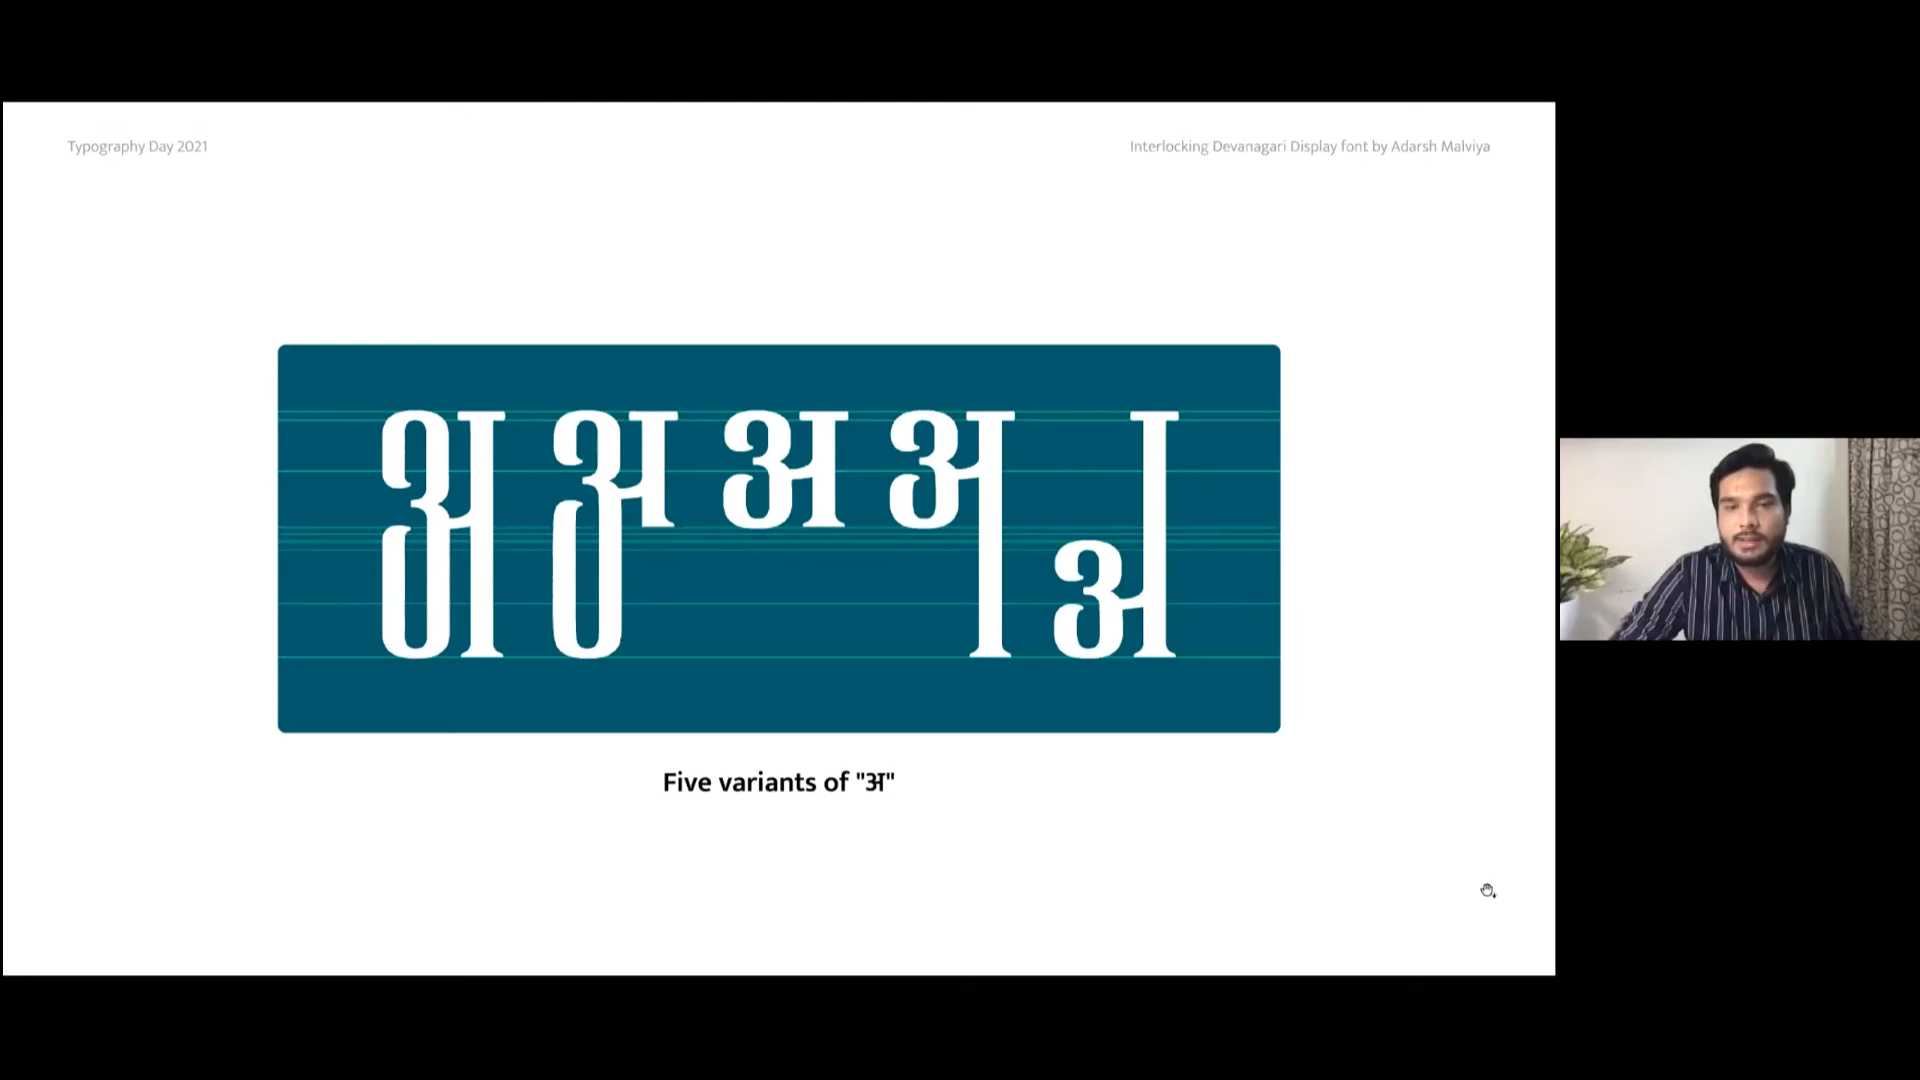 Typography Day 2021
Interlocking Devanagari Display font by Adarsh Malviya
अ अ अ अ अ
Five variants of "अ"